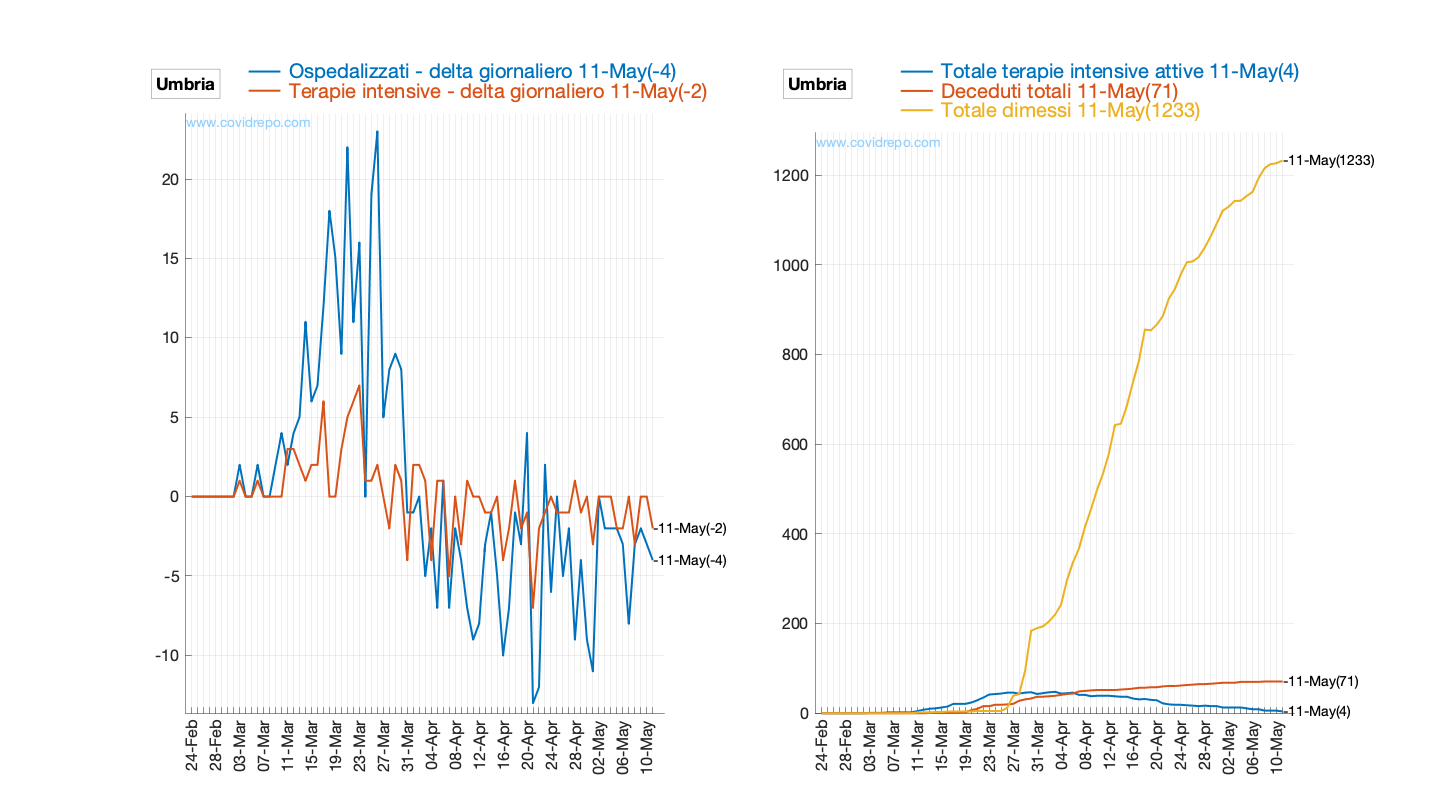 Umbria
Ospedalizzati - delta giornaliero 11-May(-4)
Terapie intensive - delta giornaliero 11-May(-2)
www.covidrepo.com
20
15
10
5
0
-5
-10
-11-May(-2)
-11-May(-4)
24-Feb
28-Feb
03-Mar
07-Mar
11-Mar
15-Mar
19-Mar
23-Mar
27-Mar
31-Mar
04-Apr
08-Apr
12-Apr
16-Apr
20-Apr
24-Apr
28-Apr
02-May
06-May
10-May
Umbria
Totale terapie intensive attive 11-May(4)
Deceduti totali 11-May(71)
Totale dimessi 11-May(1233)
www.covidrepo.com
1200
1000
800
600
400
200
0
-11-May(1233)
-11-May(71)
-11-May(4)
24-Feb
28-Feb
03-Mar
07-Mar
11-Mar
15-Mar
19-Mar
23-Mar
27-Mar
31-Mar
04-Apr
08-Apr
12-Apr
16-Apr
20-Apr
24-Apr
28-Apr
02-May
06-May
10-May